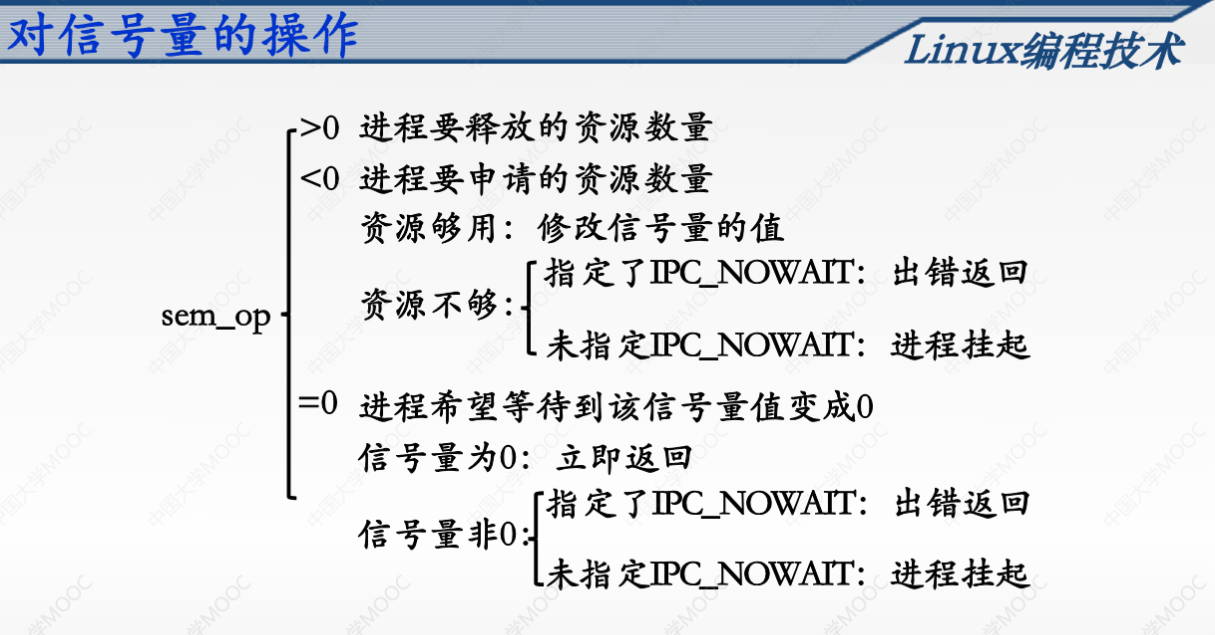 对信号量的操作
Linux编程技术
>0 进程要释放的资源数量
<0 进程要申请的资源数量
资源够用：修改信号量的值
指定了IPC_NOWAIT：出错返回
资源不够：
sem_op
未指定IPC_NOWAIT：进程挂起
=0 进程希望等待到该信号量值变成0
信号量为0：立即返回
指定了IPC_NOWAIT：出错返回
信号量非0：
未指定IPC_NOWAIT：进程挂起
中国大学MOOC